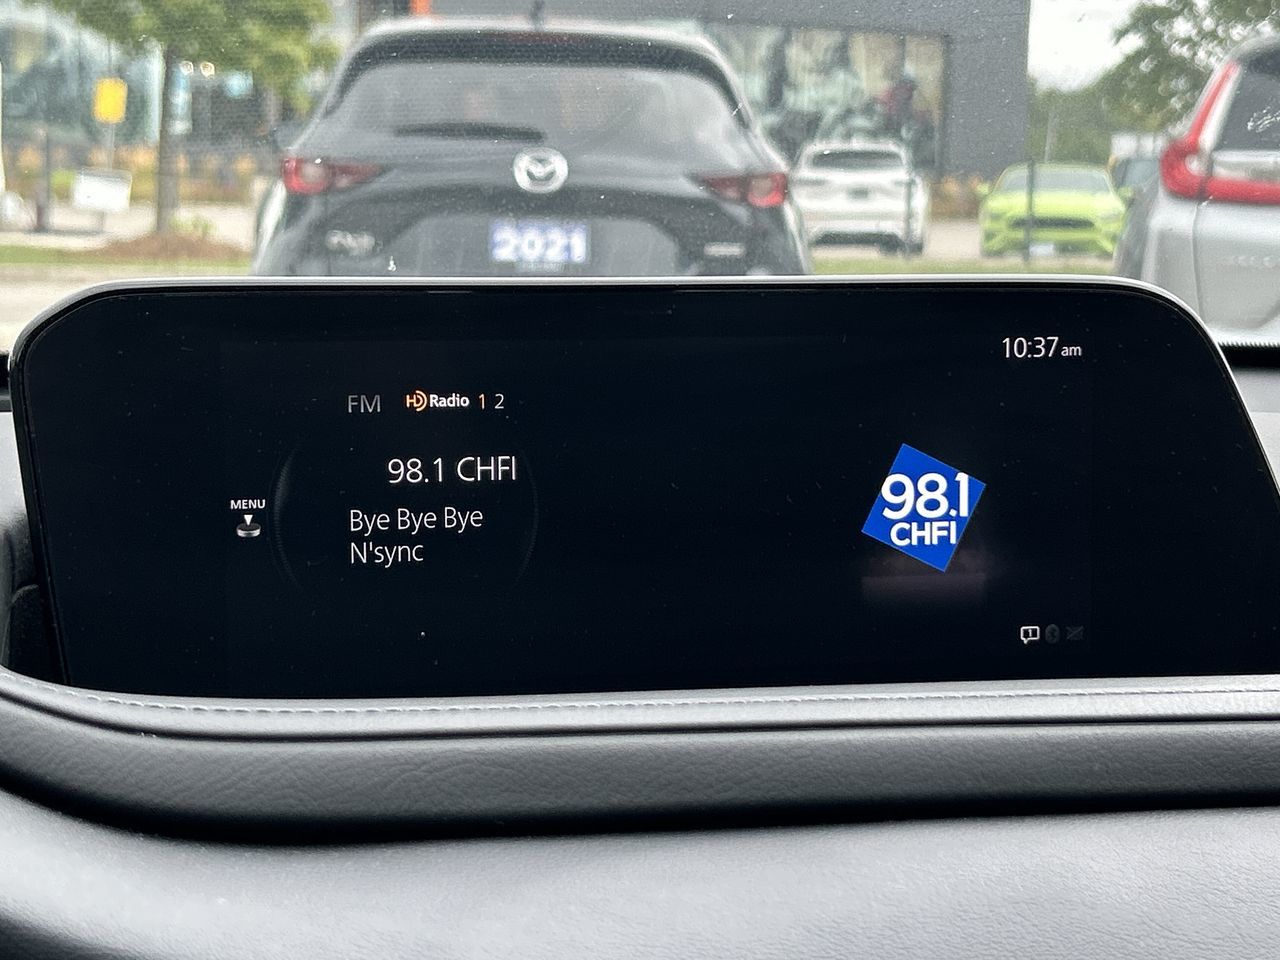 2021
10:37 am
FM HD Radio 1 2
98.1 CHFI
MENU
Bye Bye Bye
N'sync
98.1
CHFI
1